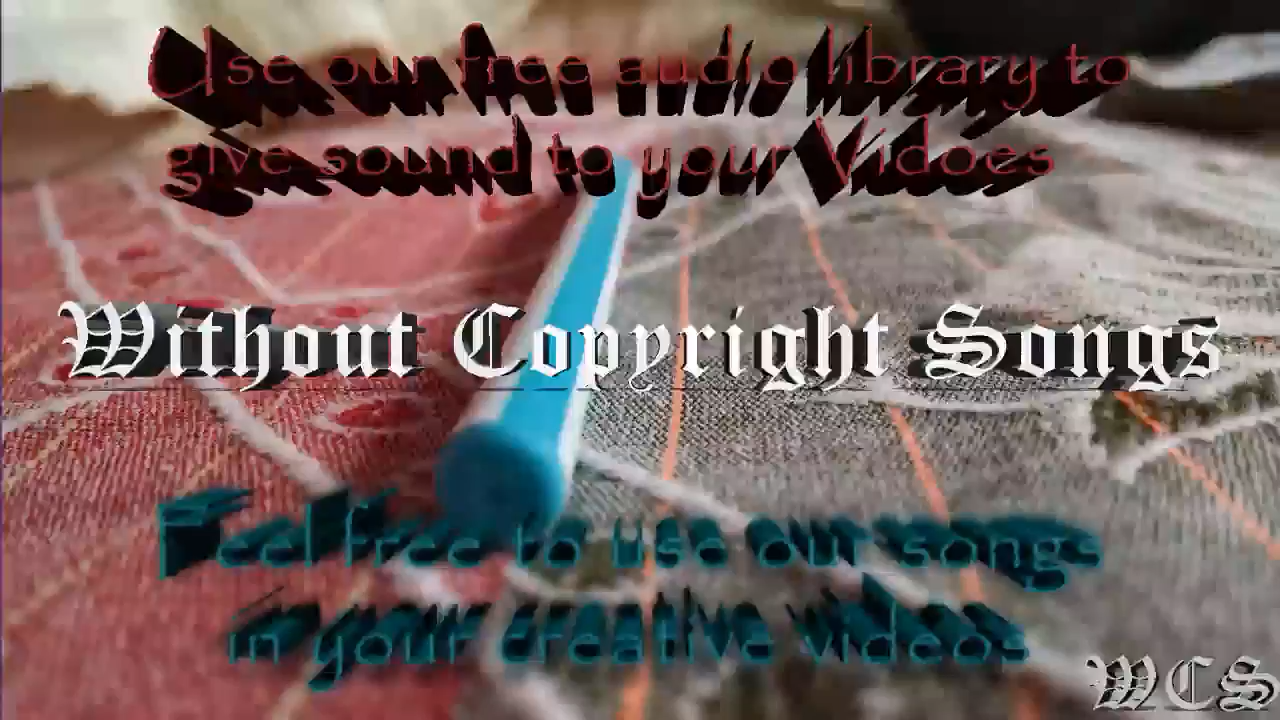 Use our free audio library to
give sound to your Vidoes
Without Copyright Songs
Feel free to use our songs
in your creative videos
WCS